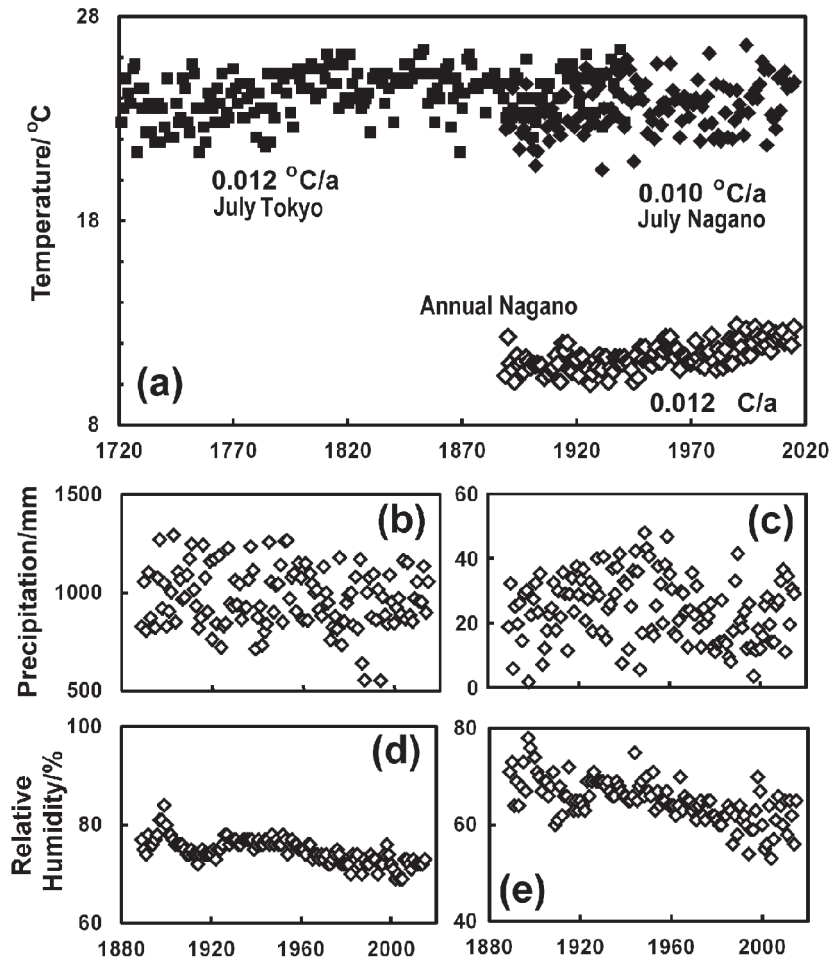 28
18
8
Temperature/ °C
0.012 °C/a
July Tokyo
0.010 °C/a
July Nagano
Annual Nagano
0.012 C/a
(a)
1720 1770 1820 1870 1920 1970 2020
1500
1000
500
Precipitation/mm
(b)
60
40
20
0
(c)
100
80
60
Relative
Humidity/%
(d)
1880 1920 1960 2000
80
60
40
(e)
1880 1920 1960 2000